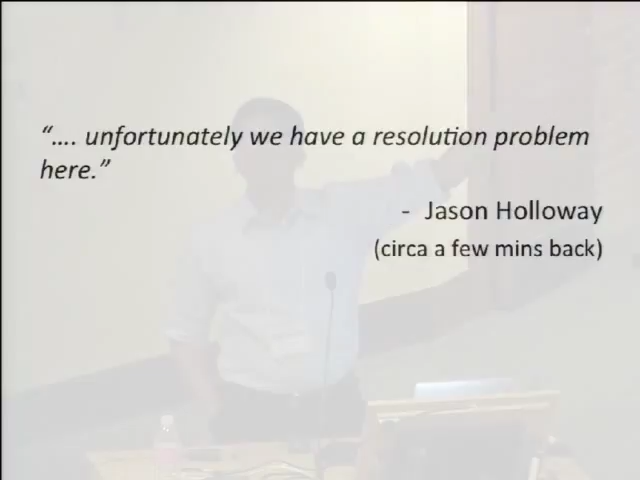 “.... unfortunately we have a resolution problem
here.”
- Jason Holloway
(circa a few mins back)